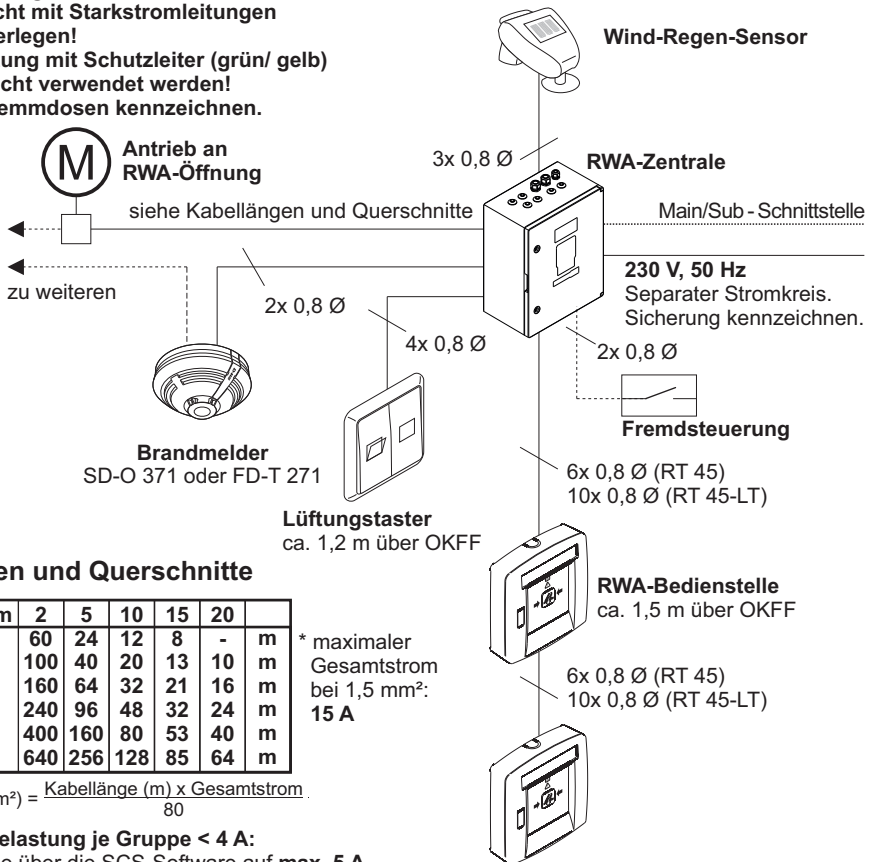 cht mit Starkstromleitungen
erlegen!
ung mit Schutzleiter (grün/ gelb)
icht verwendet werden!
emmdosen kennzeichnen.
Wind-Regen-Sensor
M
Antrieb an
RWA-Öffnung
3x 0,8 Ø
RWA-Zentrale
siehe Kabellängen und Querschnitte
Main/Sub - Schnittstelle
zu weiteren
2x 0,8 Ø
230 V, 50 Hz
Separater Stromkreis.
Sicherung kennzeichnen.
4x 0,8 Ø
2x 0,8 Ø
Fremdsteuerung
Brandmelder
SD-O 371 oder FD-T 271
6x 0,8 Ø (RT 45)
10x 0,8 Ø (RT 45-LT)
Lüftungstaster
ca. 1,2 m über OKFF
en und Querschnitte
RWA-Bedienstelle
ca. 1,5 m über OKFF
m 2 5 10 15 20
60 24 12 8 - m
100 40 20 13 10 m
160 64 32 21 16 m
240 96 48 32 24 m
400 160 80 53 40 m
640 256 128 85 64 m
* maximaler
Gesamtstrom
bei 1,5 mm²:
15 A
6x 0,8 Ø (RT 45)
10x 0,8 Ø (RT 45-LT)
m²) = Kabellänge (m) x Gesamtstrom
80
elastung je Gruppe < 4 A:
e über die SCS-Software auf max. 5 A